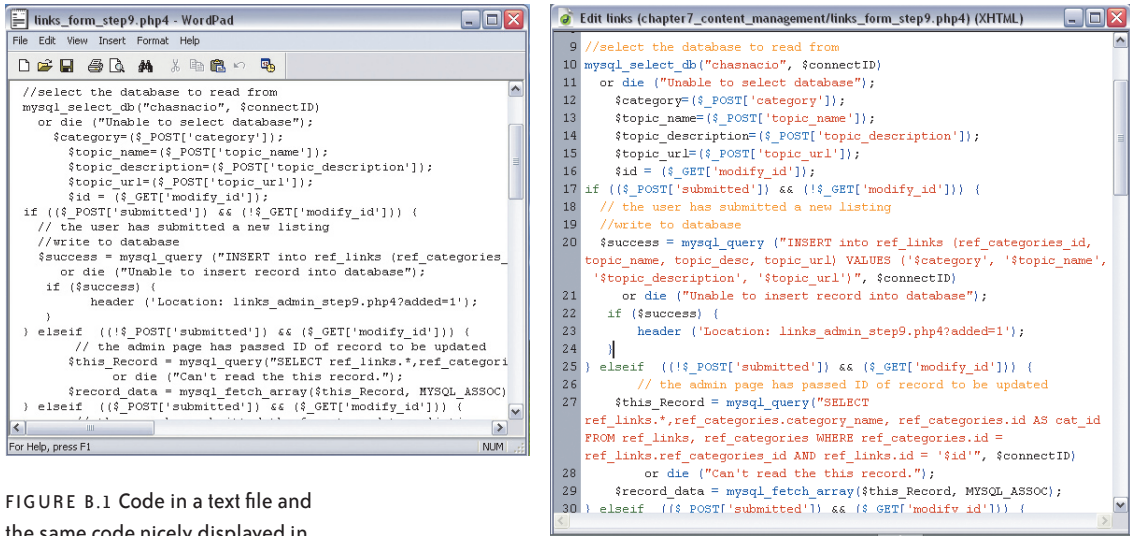 links_form_step9.php4 - WordPad
File Edit View Insert Format Help
//select the database to read from
mysql_select_db("chasnacio", $connectID)
or die ("Unable to select database");
$category=($_POST['category']);
$topic_name=($_POST['topic_name']);
$topic_description=($_POST['topic_description']);
$topic_url=($_POST['topic_url']);
$id = ($_GET['modify_id']);
if (($_POST['submitted']) && (!$_GET['modify_id'])) {
// the user has submitted a new listing
//write to database
$success = mysql_query ("INSERT into ref_links (ref_categories_
or die ("Unable to insert record into database");
if ($success) {
header ('Location: links_admin_step9.php4?added=1');
}
} elseif ((!$_POST['submitted']) && ($_GET['modify_id'])) {
// the admin page has passed ID of record to be updated
$this_Record = mysql_query("SELECT ref_links.*,ref_categori
or die ("Can't read the this record.");
$record_data = mysql_fetch_array($this_Record, MYSQL_ASSOC)
} elseif (($_POST['submitted']) && ($_GET['modify_id'])) {
For Help, press F1
NUM
FIGURE B.1 Code in a text file and
the same code nicely displayed in
Edit links (chapter7_content_management/links_form_step9.php4) (XHTML)
9 //select the database to read from
10 mysql_select_db("chasnacio", $connectID)
11 or die ("Unable to select database");
12 $category=($_POST['category']);
13 $topic_name=($_POST['topic_name']);
14 $topic_description=($_POST['topic_description']);
15 $topic_url=($_POST['topic_url']);
16 $id = ($_GET['modify_id']);
17 if (($_POST['submitted']) && (!$_GET['modify_id'])) {
18 // the user has submitted a new listing
19 //write to database
20 $success = mysql_query ("INSERT into ref_links (ref_categories_id,
topic_name, topic_desc, topic_url) VALUES ('$category', '$topic_name',
'$topic_description', '$topic_url')", $connectID)
21 or die ("Unable to insert record into database");
22 if ($success) {
23 header ('Location: links_admin_step9.php4?added=1');
24 }
25 } elseif ((!$_POST['submitted']) && ($_GET['modify_id'])) {
26 // the admin page has passed ID of record to be updated
27 $this_Record = mysql_query("SELECT
ref_links.*,ref_categories.category_name, ref_categories.id AS cat_id
FROM ref_links, ref_categories WHERE ref_categories.id =
ref_links.ref_categories_id AND ref_links.id = '$id'", $connectID)
28 or die ("Can't read the this record.");
29 $record_data = mysql_fetch_array($this_Record, MYSQL_ASSOC);
30 } elseif (($_POST['submitted']) && ($_GET['modify_id'])) {